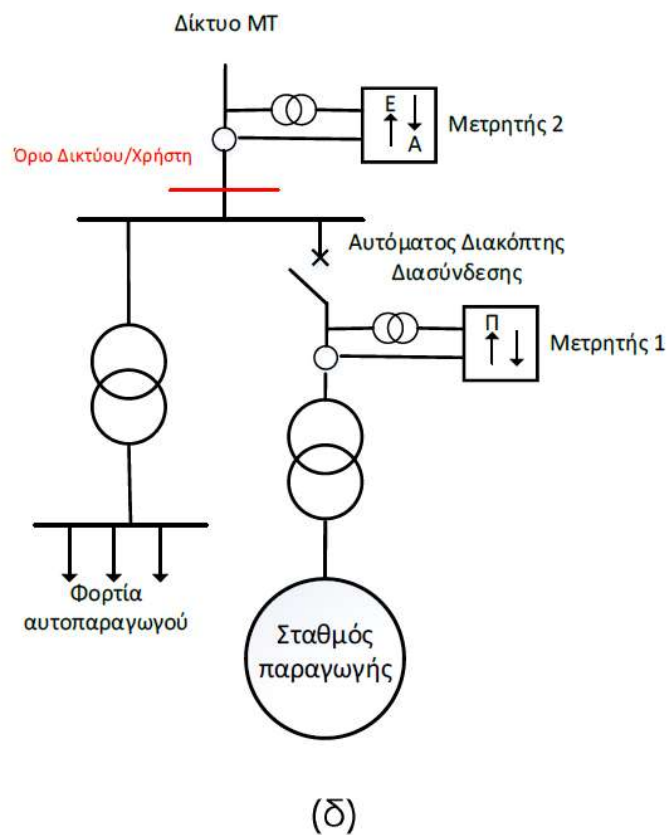 Δίκτυο ΜΤ
Ε
Α
Μετρητής 2
Όριο Δικτύου/Χρήστη
Αυτόματος Διακόπτης
Διασύνδεσης
Π
Μετρητής 1
Φορτία
αυτοπαραγωγού
Σταθμός
παραγωγής
(δ)